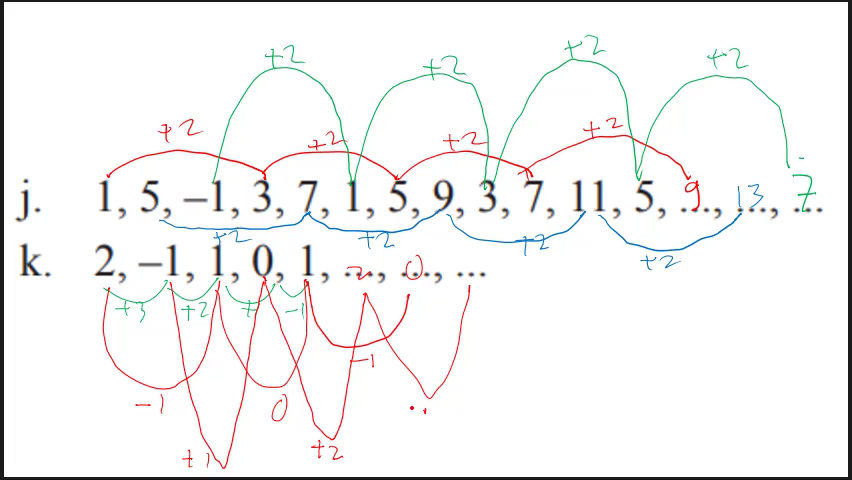 +2 +2 +2 +2
+2 +2 +2 +2
j. 1, 5, –1, 3, 7, 1, 5, 9, 3, 7, 11, 5, ...9, ...13, ...7
+2 +2 +2 +2
k. 2, –1, 1, 0, 1, ...2, ...0, ...
+3 +2 + -1
-1 0 -1
+1 +2 ..